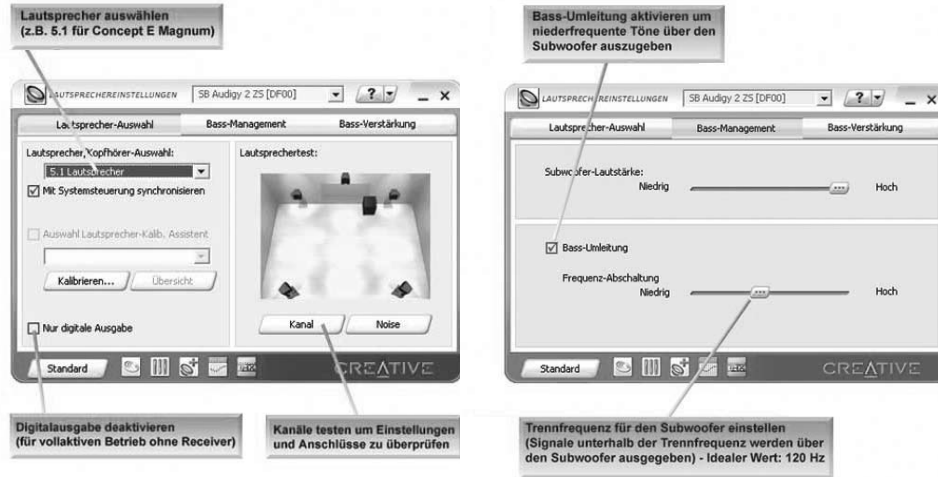 Lautsprecher auswählen
(z.B. 5.1 für Concept E Magnum)
LAUTSPRECHEREINSTELLUNGEN
SB Audigy 2 ZS [DF00]
?
Lautsprecher-Auswahl
Bass-Management
Bass-Verstärkung
Lautsprecher/Kopfhörer-Auswahl:
5.1 Lautsprecher
Mit Systemsteuerung synchronisieren
Auswahl Lautsprecher-Kalib. Assistent
Kalibrieren...
Übersicht
Nur digitale Ausgabe
Lautsprechertest:
Kanal
Noise
Standard
CREATIVE
Digitalausgabe deaktivieren
(für vollaktiven Betrieb ohne Receiver)
Kanäle testen um Einstellungen
und Anschlüsse zu überprüfen
Bass-Umleitung aktivieren um
niederfrequente Töne über den
Subwoofer auszugeben
LAUTSPRECHEREINSTELLUNGEN
SB Audigy 2 ZS [DF00]
?
Lautsprecher-Auswahl
Bass-Management
Bass-Verstärkung
Subwoofer-Lautstärke:
Niedrig
Hoch
Bass-Umleitung
Frequenz-Abschaltung
Niedrig
Hoch
Standard
CREATIVE
Trennfrequenz für den Subwoofer einstellen
(Signale unterhalb der Trennfrequenz werden über
den Subwoofer ausgegeben) - Idealer Wert: 120 Hz